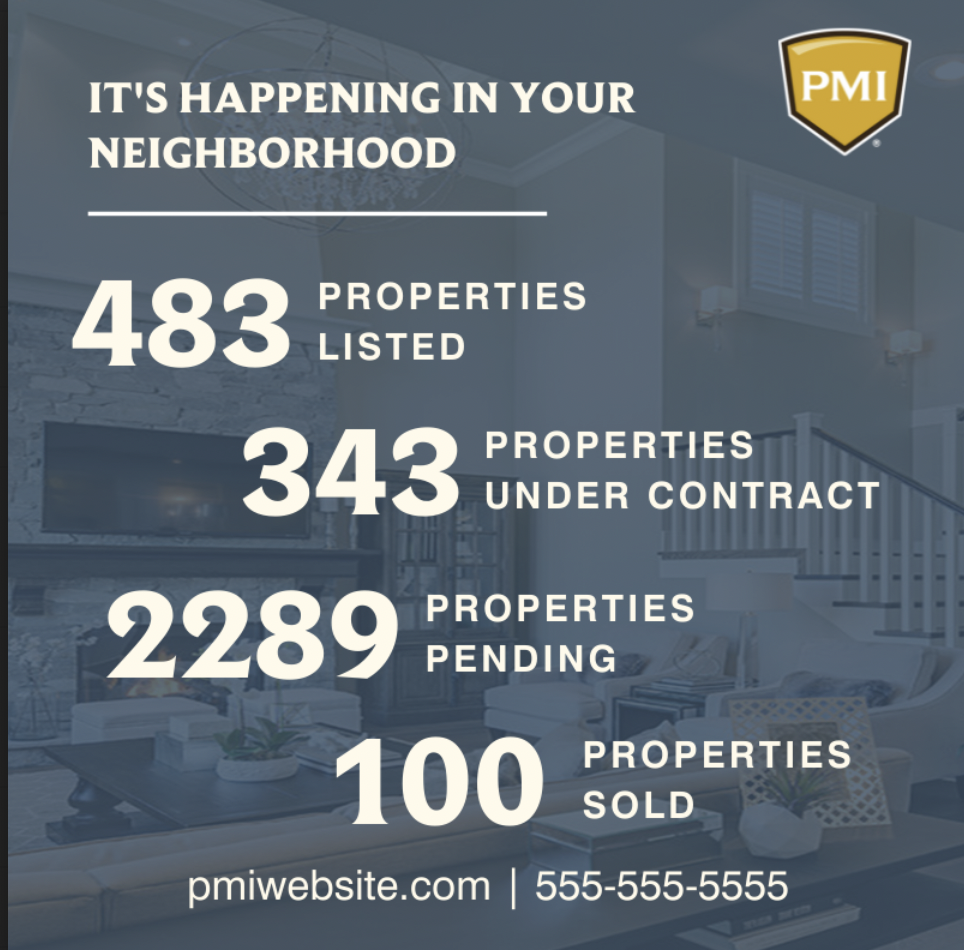 PMI
IT'S HAPPENING IN YOUR
NEIGHBORHOOD
483 PROPERTIES
LISTED
343 PROPERTIES
UNDER CONTRACT
2289 PROPERTIES
PENDING
100 PROPERTIES
SOLD
pmiwebsite.com | 555-555-5555